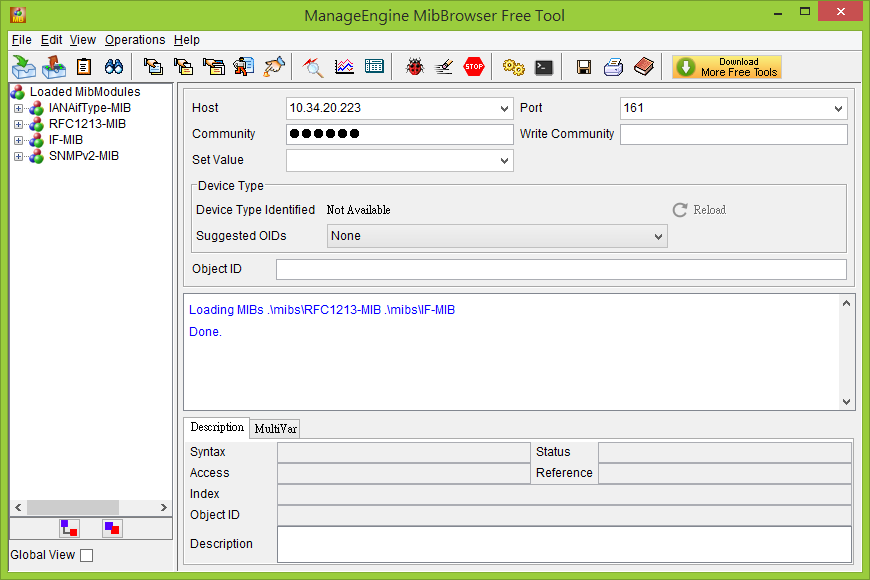 ManageEngine MibBrowser Free Tool
File Edit View Operations Help
STOP
Download
More Free Tools
Loaded MibModules
IANAifType-MIB
RFC1213-MIB
IF-MIB
SNMPv2-MIB
Global View
Host 10.34.20.223 Port 161
Community ●●●●●● Write Community
Set Value
Device Type
Device Type Identified Not Available Reload
Suggested OIDs None
Object ID
Loading MIBs .\mibs\RFC1213-MIB .\mibs\IF-MIB
Done.
Description MultiVar
Syntax Status
Access Reference
Index
Object ID
Description